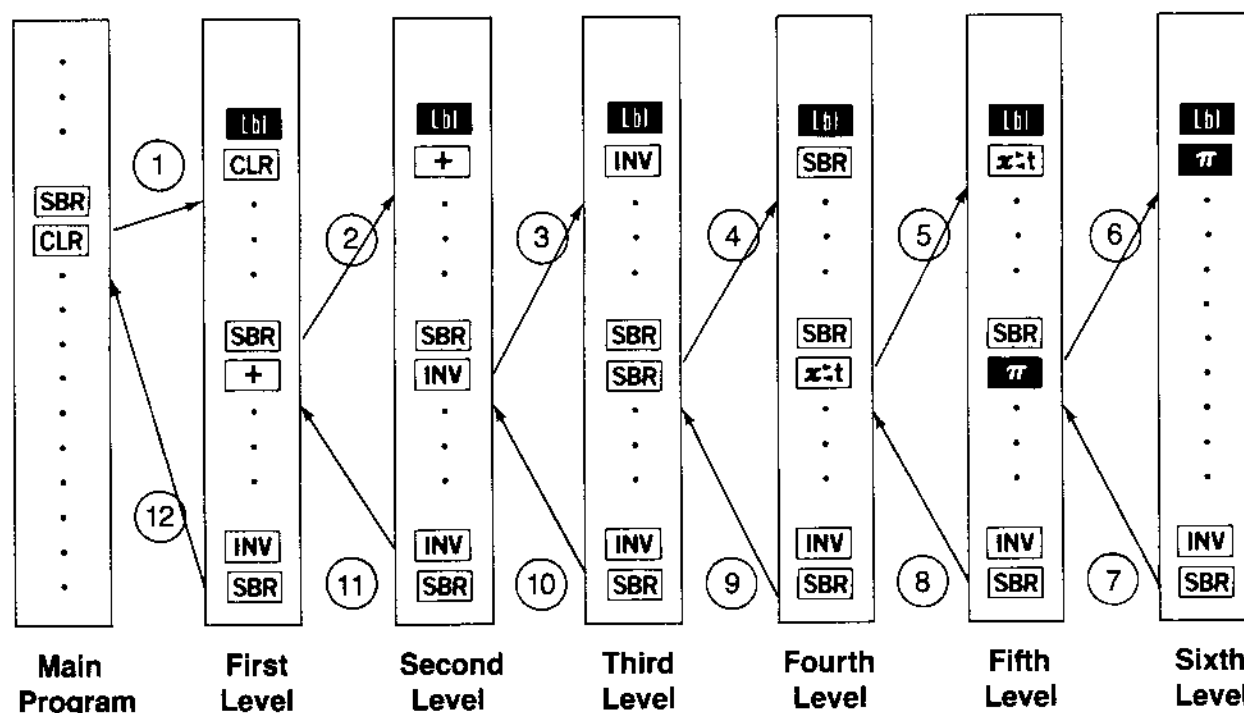 Lbl Lbl Lbl Lbl Lbl Lbl
1 CLR + INV SBR x⇄t π
SBR
CLR 2 3 4 5 6
SBR SBR SBR SBR SBR
+ INV SBR x⇄t π
12 INV INV INV INV INV INV
SBR 11 SBR 10 SBR 9 SBR 8 SBR 7 SBR
Main First Second Third Fourth Fifth Sixth
Program Level Level Level Level Level Level